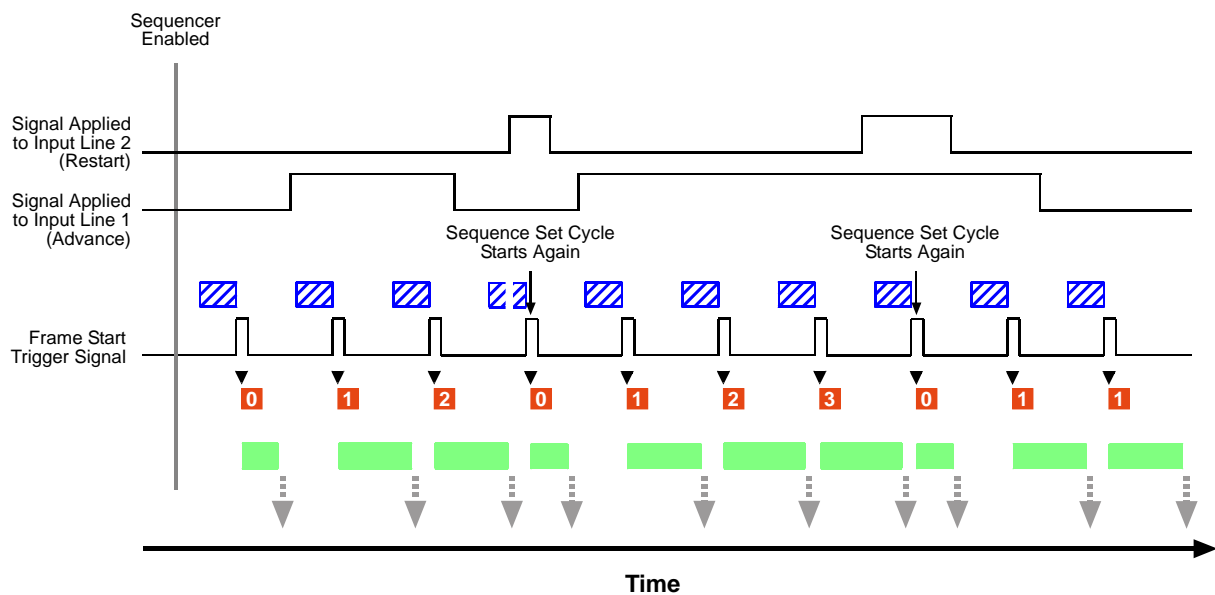 Sequencer
Enabled
Signal Applied
to Input Line 2
(Restart)
Signal Applied
to Input Line 1
(Advance)
Sequence Set Cycle
Starts Again
Sequence Set Cycle
Starts Again
Frame Start
Trigger Signal
0 1 2 0 1 2 3 0 1 1
Time